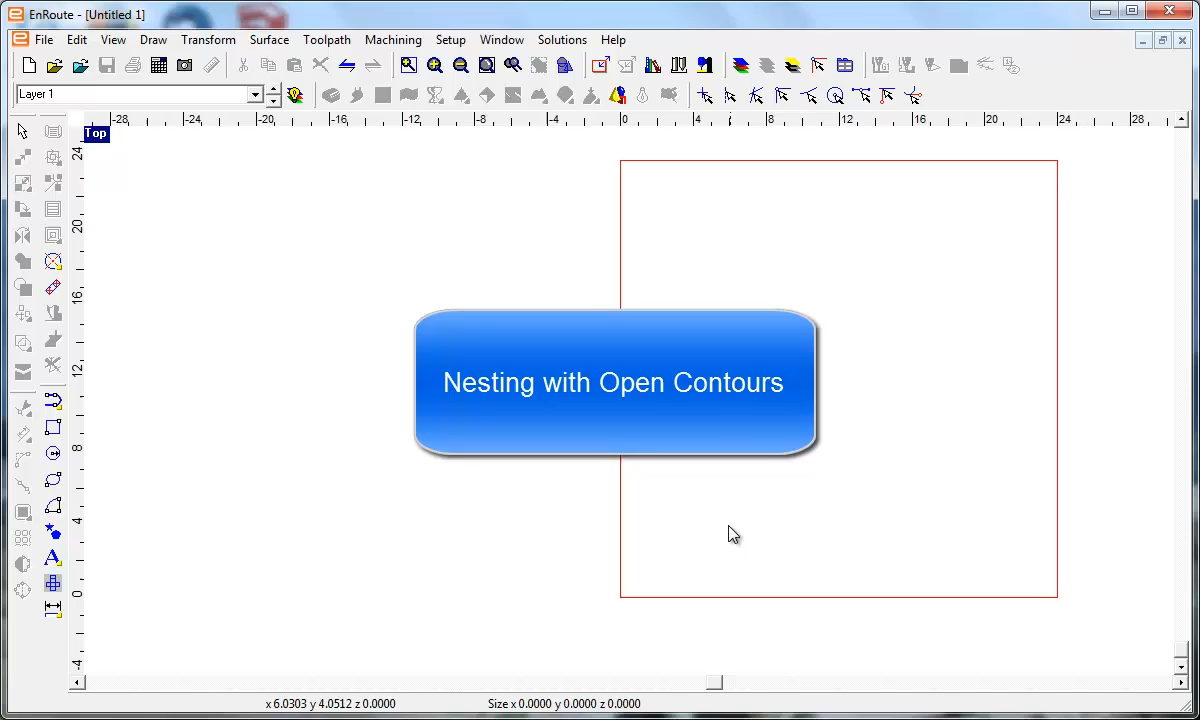 EnRoute - [Untitled 1]
File Edit View Draw Transform Surface Toolpath Machining Setup Window Solutions Help
Layer 1
-28 -24 -20 -16 -12 -8 -4 0 4 8 12 16 20 24 28
Top
24
20
16
12
8
4
0
-4
Nesting with Open Contours
x 6.0303 y 4.0512 z 0.0000 Size x 0.0000 y 0.0000 z 0.0000